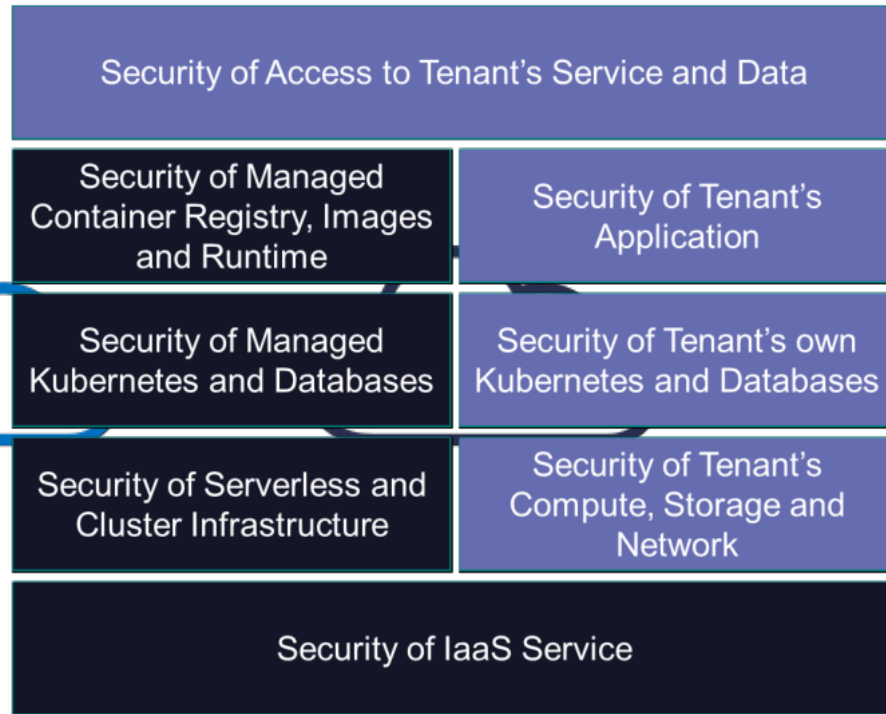 Security of Access to Tenant's Service and Data
Security of Managed
Container Registry, Images
and Runtime
Security of Tenant's
Application
Security of Managed
Kubernetes and Databases
Security of Tenant's own
Kubernetes and Databases
Security of Serverless and
Cluster Infrastructure
Security of Tenant's
Compute, Storage and
Network
Security of IaaS Service